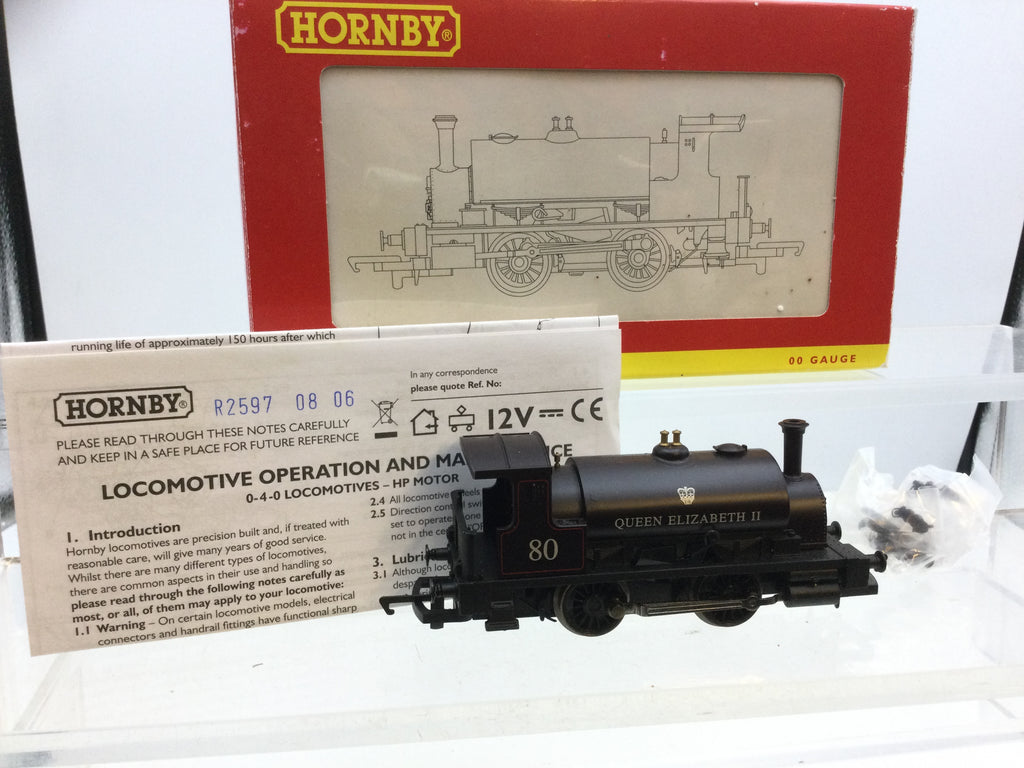 HORNBY®
00 GAUGE
running life of approximately 150 hours after which
HORNBY®
R2597 08 06
In any correspondence
please quote Ref. No:
12V CE
PLEASE READ THROUGH THESE NOTES CAREFULLY
AND KEEP IN A SAFE PLACE FOR FUTURE REFERENCE
LOCOMOTIVE OPERATION AND MA CE
0-4-0 LOCOMOTIVES – HP MOTOR
1. Introduction
Hornby locomotives are precision built and, if treated with
reasonable care, will give many years of good service.
Whilst there are many different types of locomotives,
there are common aspects in their use and handling so
please read through the following notes carefully as
most, or all, of them may apply to your locomotive:
1.1 Warning – On certain locomotive models, electrical
connectors and handrail fittings have functional sharp
2.4 All locomotive
2.5 Direction
set to operate
not in the
3.
3.1 Although
QUEEN ELIZABETH II
80